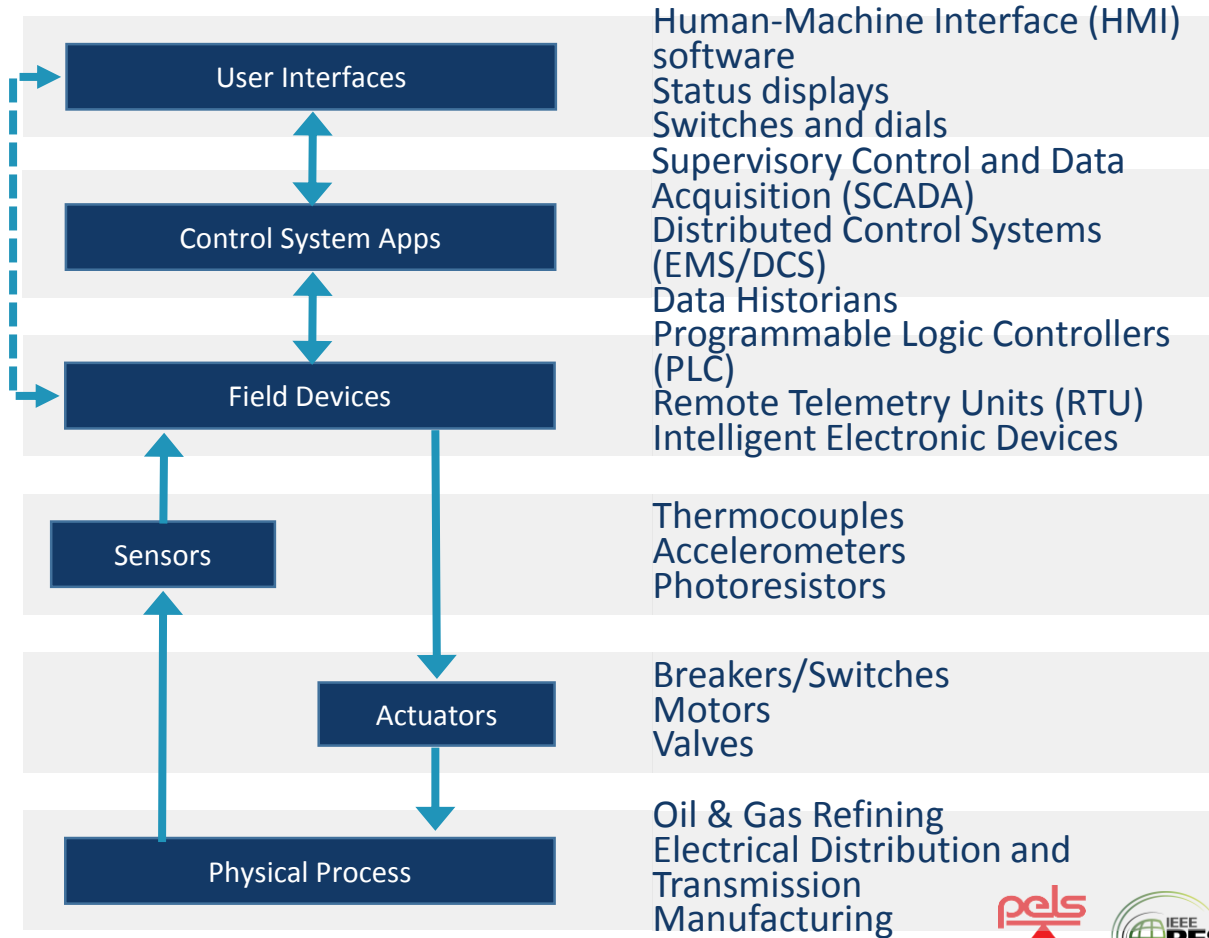 User Interfaces
Human-Machine Interface (HMI)
software
Status displays
Switches and dials
Control System Apps
Supervisory Control and Data
Acquisition (SCADA)
Distributed Control Systems
(EMS/DCS)
Data Historians
Field Devices
Programmable Logic Controllers
(PLC)
Remote Telemetry Units (RTU)
Intelligent Electronic Devices
Sensors
Thermocouples
Accelerometers
Photoresistors
Actuators
Breakers/Switches
Motors
Valves
Physical Process
Oil & Gas Refining
Electrical Distribution and
Transmission
Manufacturing
pels
IEEE